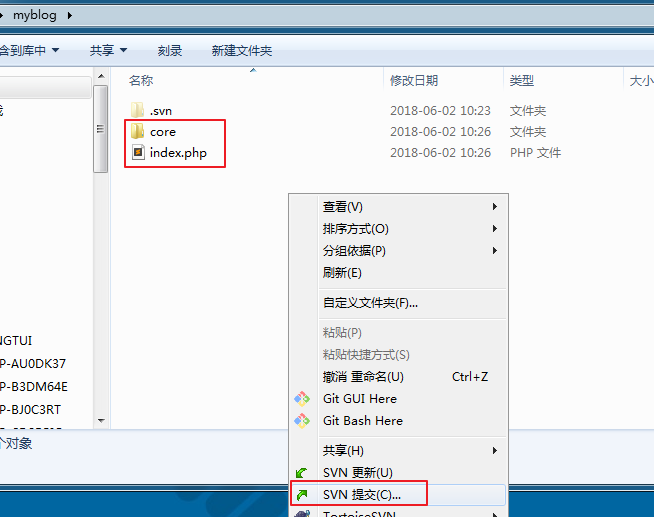 myblog
含到库中 共享 刻录 新建文件夹
名称 修改日期 类型 大小
.svn 2018-06-02 10:23 文件夹
core 2018-06-02 10:26 文件夹
index.php 2018-06-02 10:26 PHP 文件
查看(V)
排序方式(O)
分组依据(P)
刷新(E)
自定义文件夹(F)...
粘贴(P)
粘贴快捷方式(S)
撤消 重命名(U) Ctrl+Z
Git GUI Here
Git Bash Here
共享(H)
SVN 更新(U)
SVN 提交(C)...
TortoiseSVN
NGTUI
P-AU0DK37
P-B3DM64E
P-BJ0C3RT
个对象